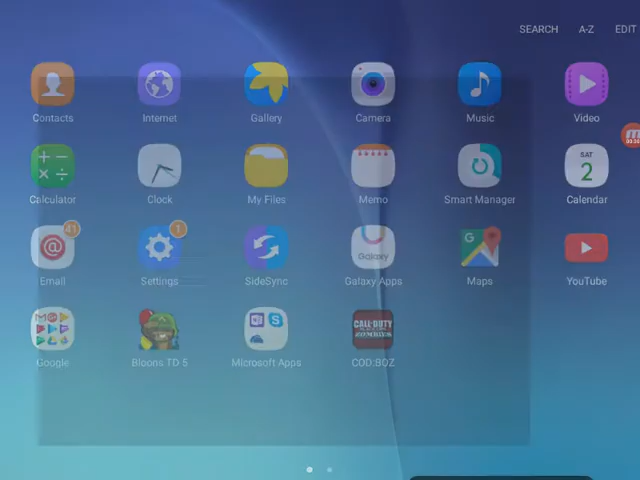 SEARCH A-Z EDIT
Contacts Internet Gallery Camera Music Video
SAT
2
Calculator Clock My Files Memo Smart Manager Calendar
41 1 Galaxy G
Email Settings SideSync Galaxy Apps Maps YouTube
CALL OF DUTY
ZOMBIES
Google Bloons TD 5 Microsoft Apps COD:BOZ